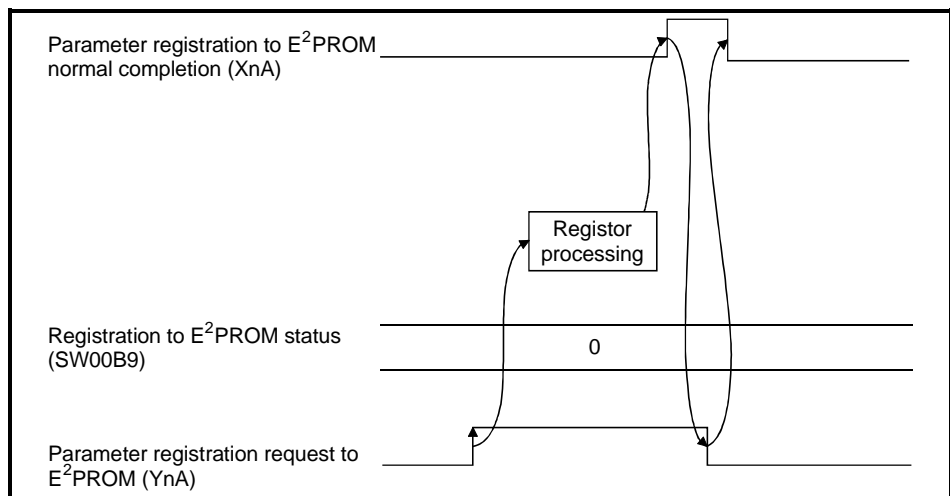 Parameter registration to E²PROM
normal completion (XnA)
Registor
processing
Registration to E²PROM status
(SW00B9)
0
Parameter registration request to
E²PROM (YnA)